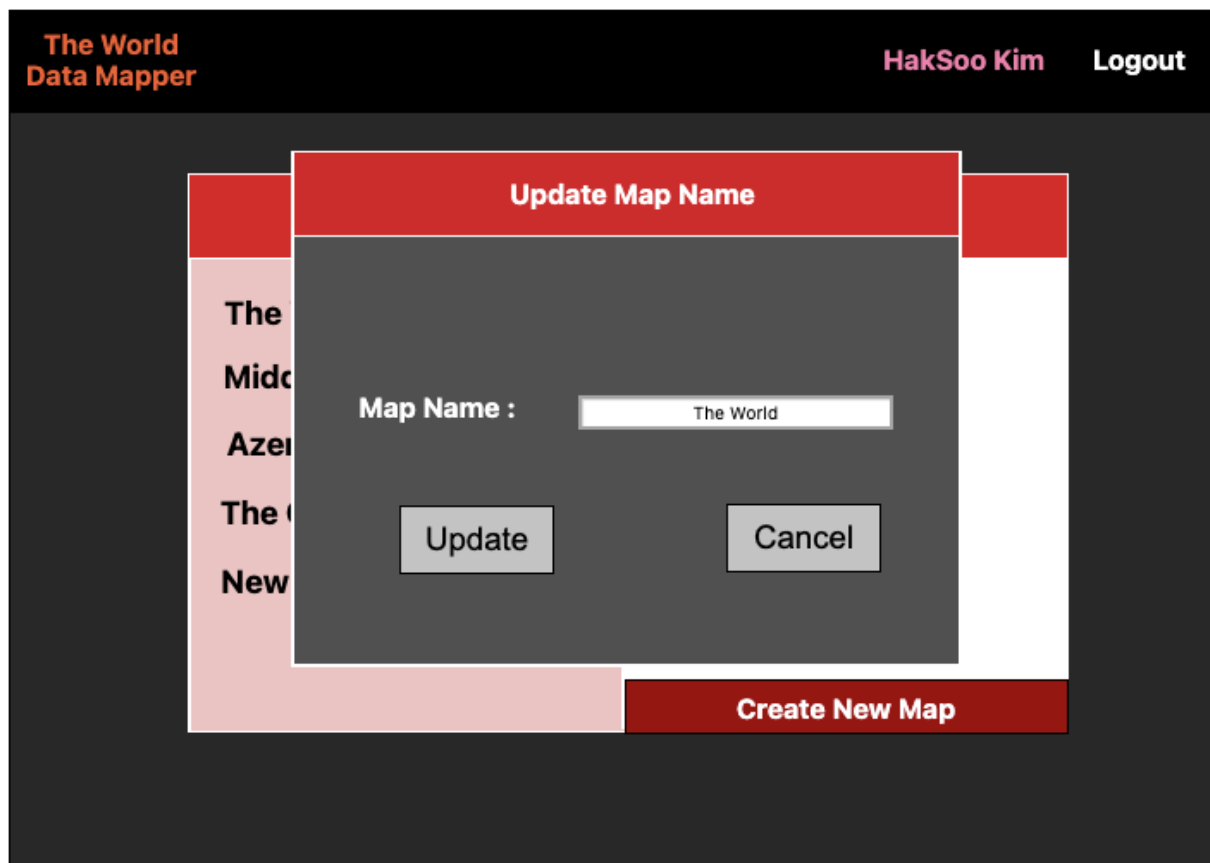 The World
Data Mapper
HakSoo Kim
Logout
Update Map Name
The
Midd
Azer
The
New
Map Name :
The World
Update
Cancel
Create New Map